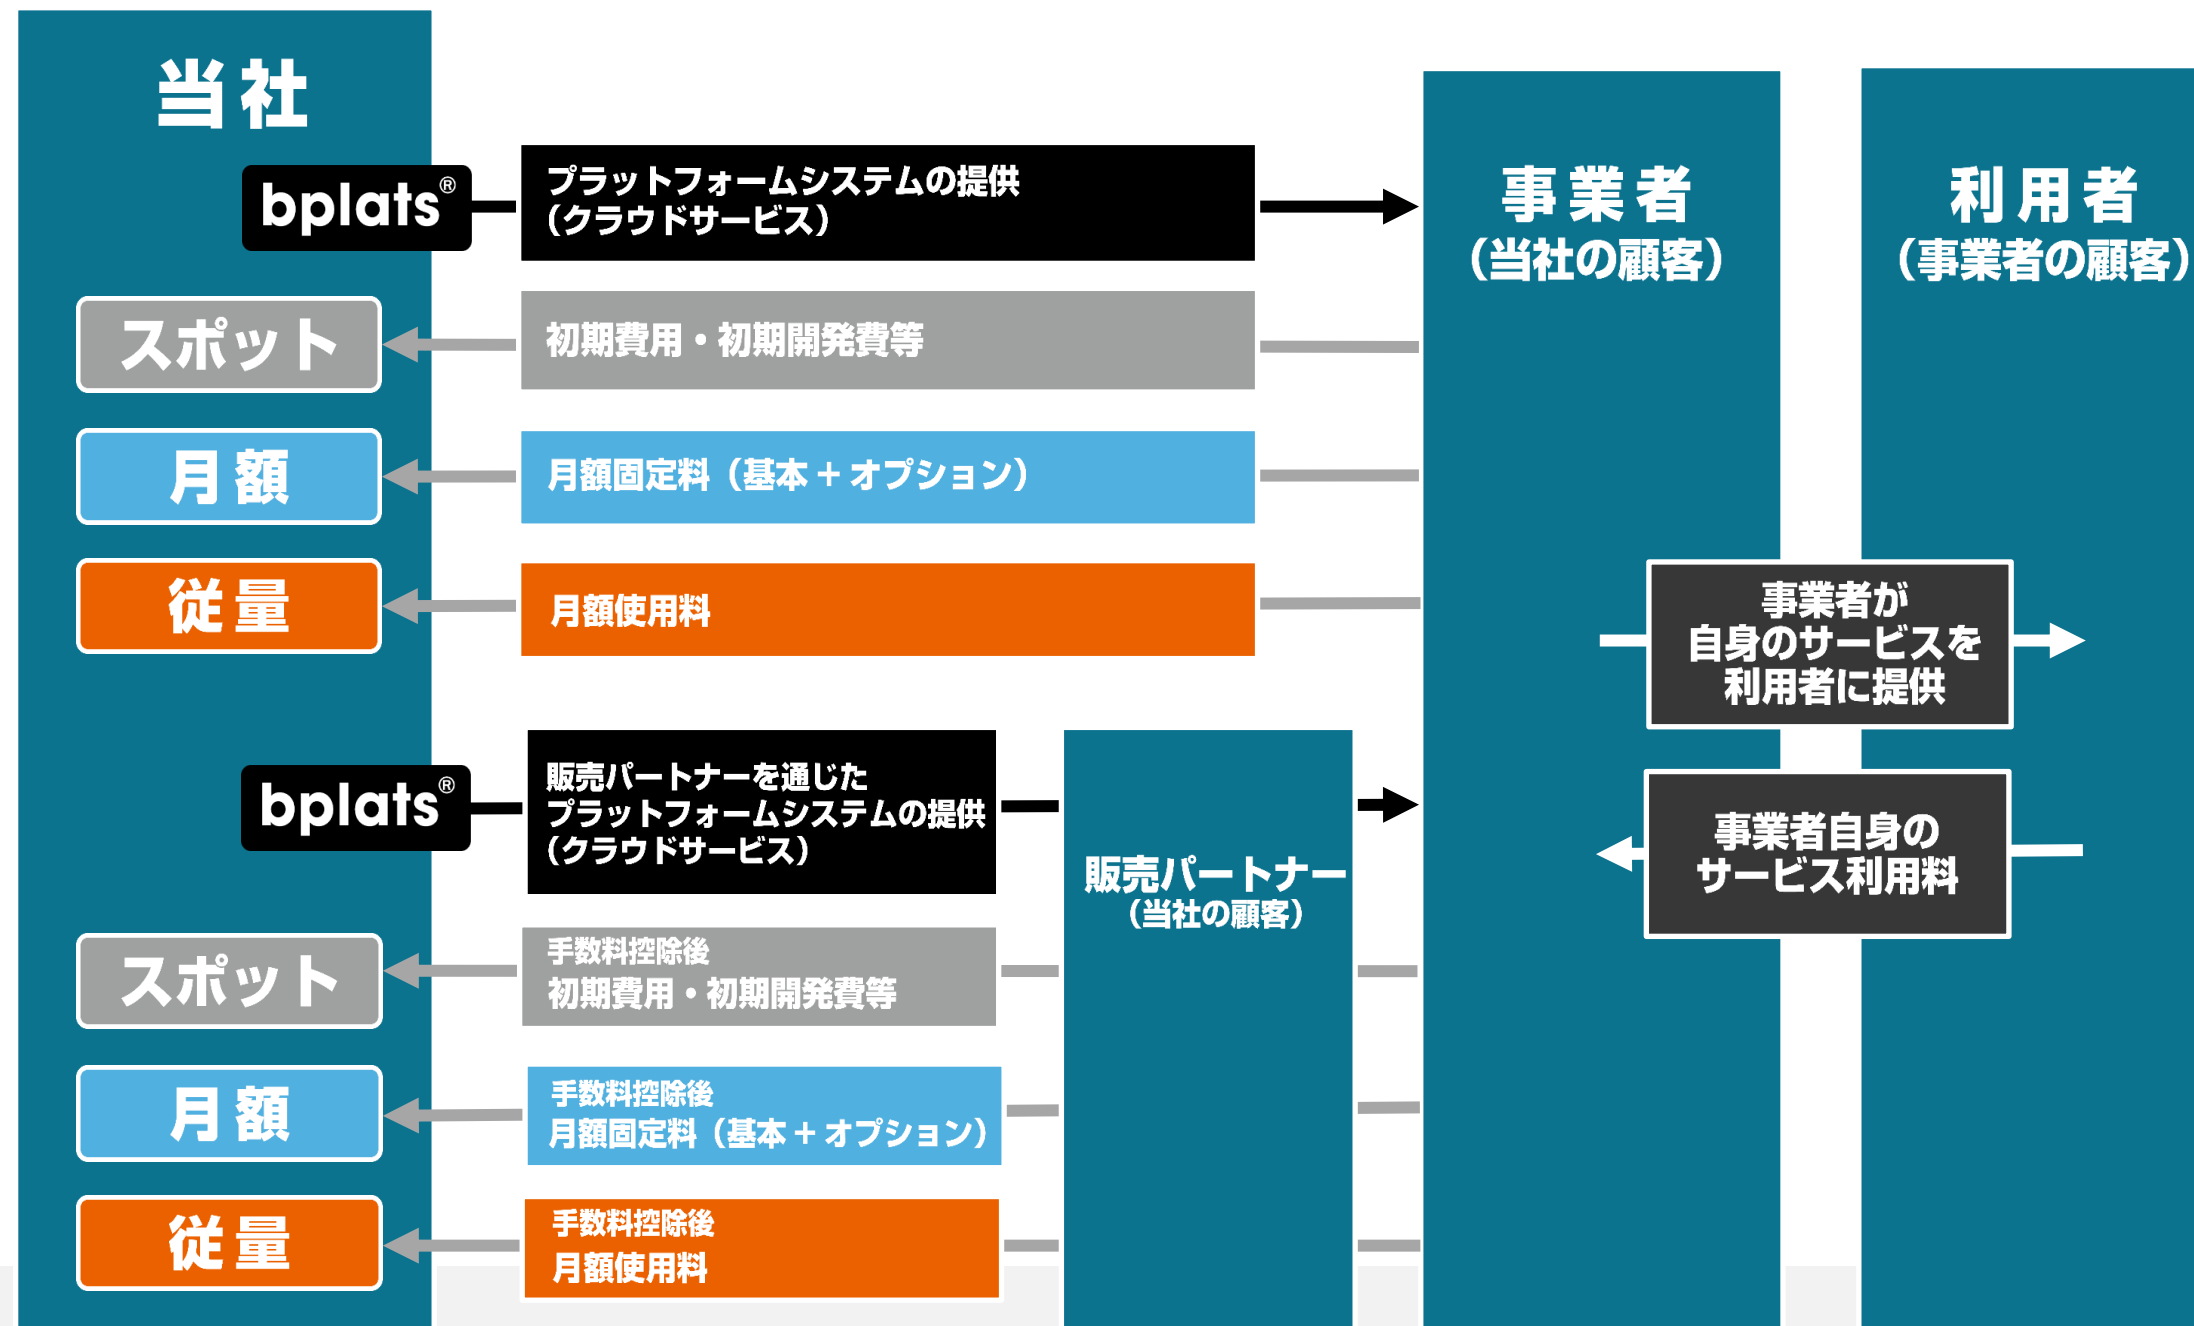 当社
bplats®
プラットフォームシステムの提供
（クラウドサービス）
スポット
初期費用・初期開発費等
月額
月額固定料（基本＋オプション）
従量
月額使用料
bplats®
販売パートナーを通じた
プラットフォームシステムの提供
（クラウドサービス）
スポット
手数料控除後
初期費用・初期開発費等
月額
手数料控除後
月額固定料（基本＋オプション）
従量
手数料控除後
月額使用料
販売パートナー
（当社の顧客）
事業者
（当社の顧客）
利用者
（事業者の顧客）
事業者が
自身のサービスを
利用者に提供
事業者自身の
サービス利用料